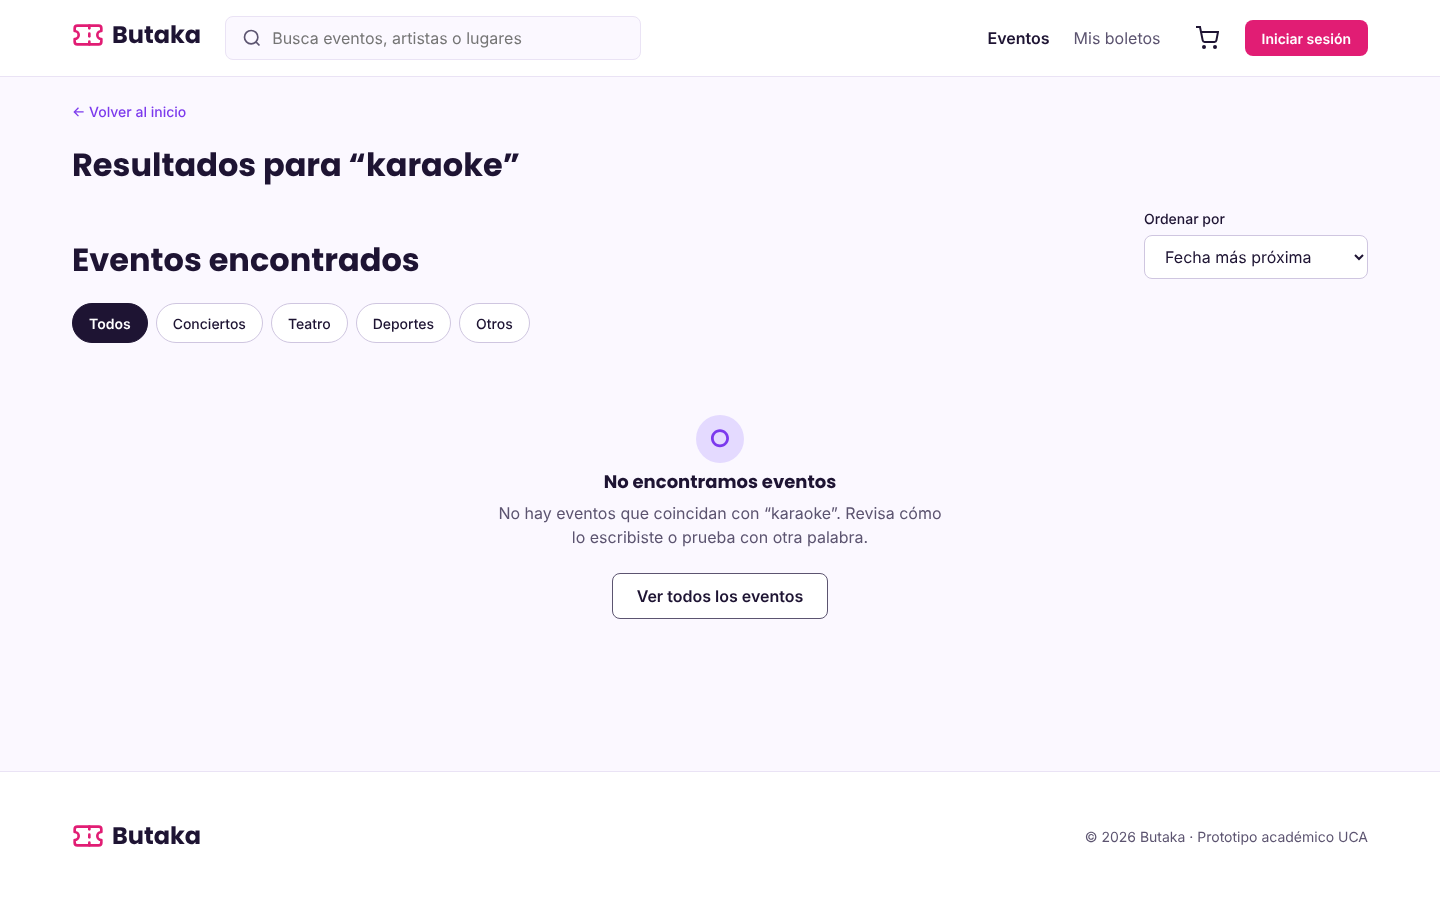 Butaka
Busca eventos, artistas o lugares
Eventos
Mis boletos
Iniciar sesión
← Volver al inicio
Resultados para “karaoke”
Ordenar por
Fecha más próxima
Eventos encontrados
Todos
Conciertos
Teatro
Deportes
Otros
No encontramos eventos
No hay eventos que coincidan con “karaoke”. Revisa cómo
lo escribiste o prueba con otra palabra.
Ver todos los eventos
Butaka
© 2026 Butaka · Prototipo académico UCA